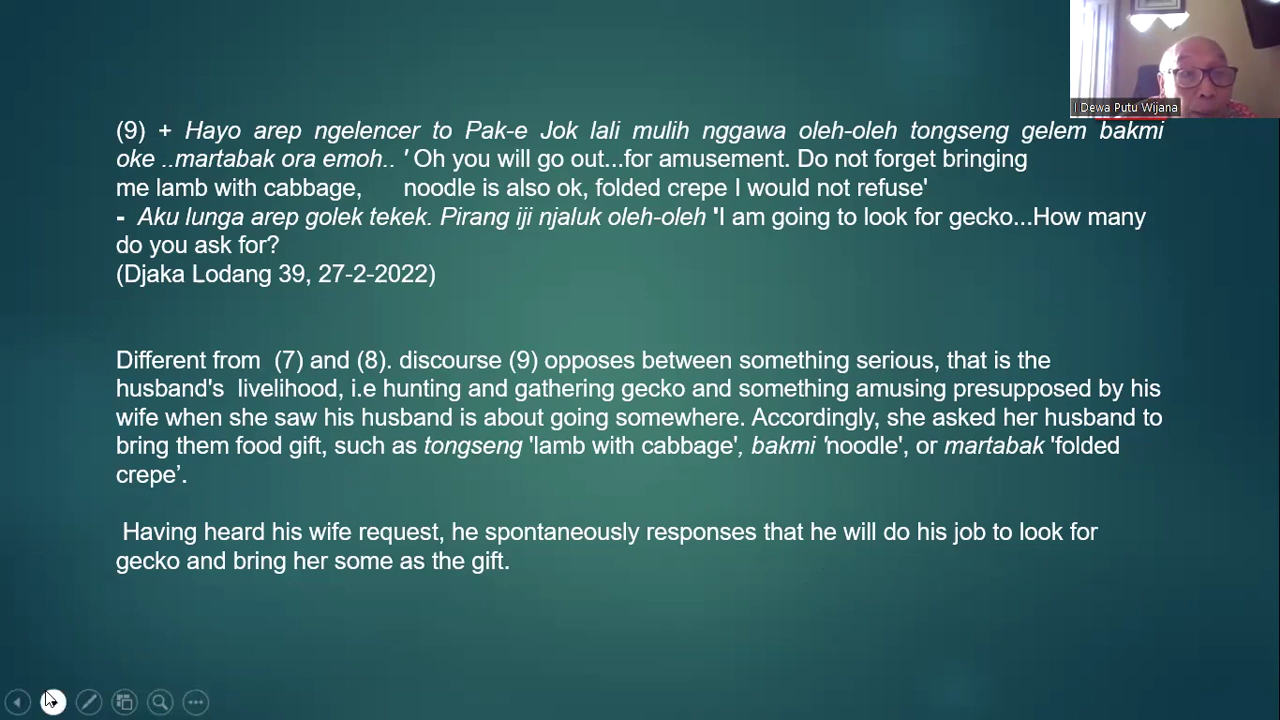 I Dewa Putu Wijana
(9) + Hayo arep ngelencer to Pak-e Jok lali mulih nggawa oleh-oleh tongseng gelem bakmi
oke ..martabak ora emoh.. ' Oh you will go out...for amusement. Do not forget bringing
me lamb with cabbage, noodle is also ok, folded crepe I would not refuse'
- Aku lunga arep golek tekek. Pirang iji njaluk oleh-oleh 'I am going to look for gecko...How many
do you ask for?
(Djaka Lodang 39, 27-2-2022)
Different from (7) and (8). discourse (9) opposes between something serious, that is the
husband's livelihood, i.e hunting and gathering gecko and something amusing presupposed by his
wife when she saw his husband is about going somewhere. Accordingly, she asked her husband to
bring them food gift, such as tongseng 'lamb with cabbage', bakmi 'noodle', or martabak 'folded
crepe’.
Having heard his wife request, he spontaneously responses that he will do his job to look for
gecko and bring her some as the gift.